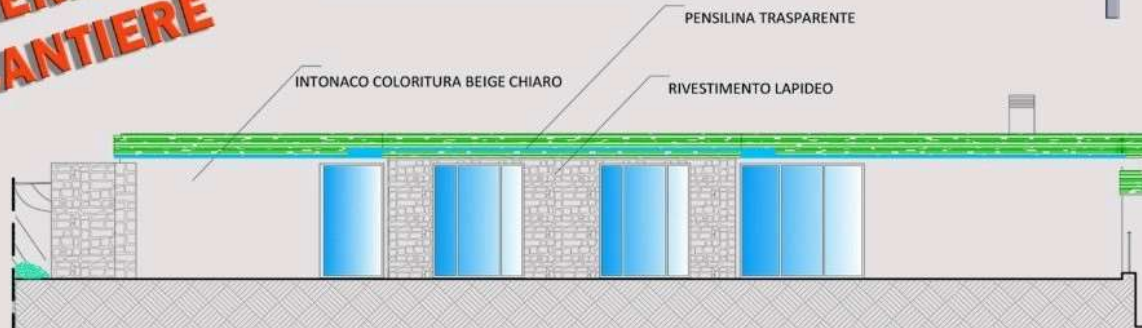 ANTIERE
PENSILINA TRASPARENTE
INTONACO COLORITURA BEIGE CHIARO
RIVESTIMENTO LAPIDEO